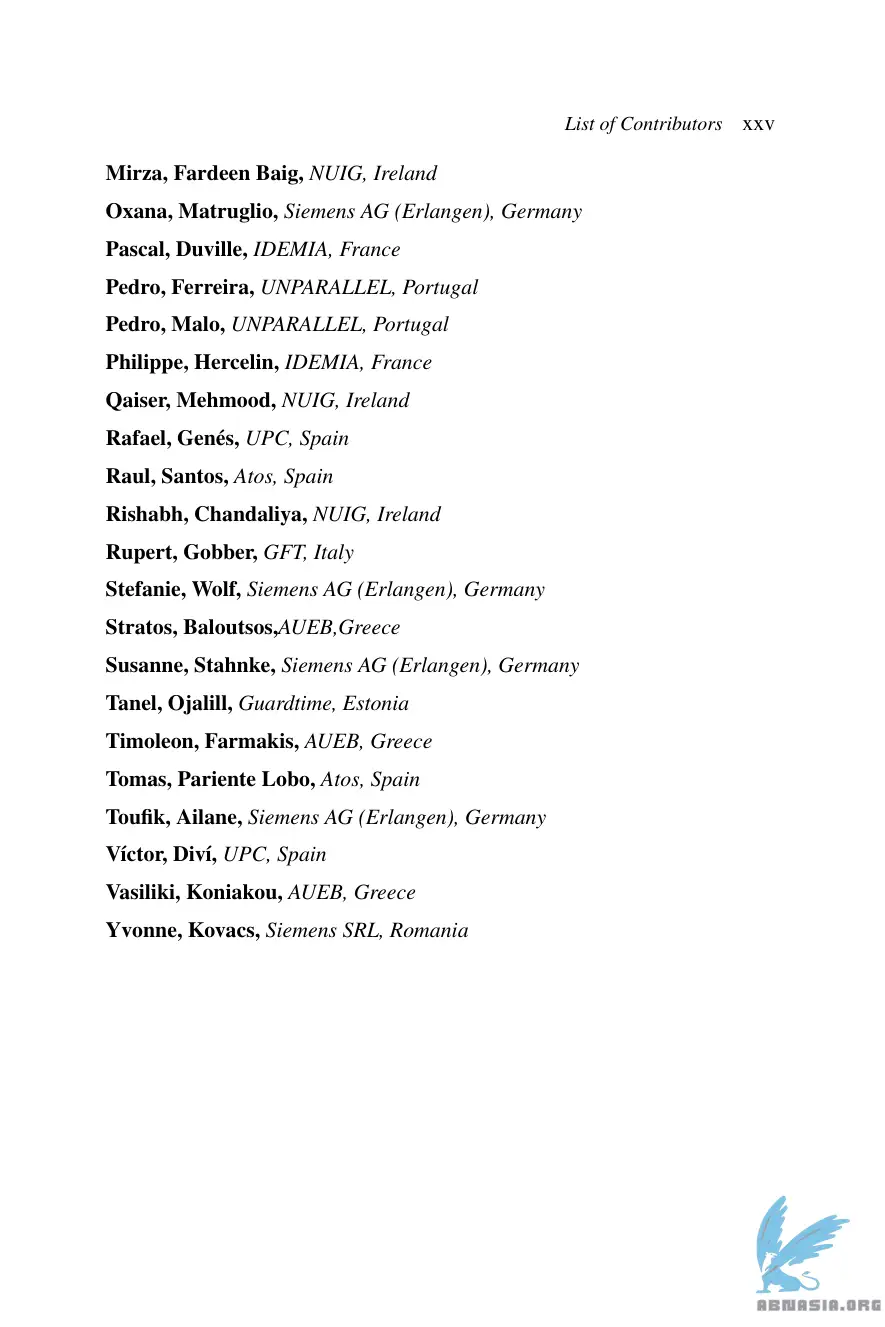 List of Contributors xxv
Mirza, Fardeen Baig, NUIG, Ireland
Oxana, Matruglio, Siemens AG (Erlangen), Germany
Pascal, Duville, IDEMIA, France
Pedro, Ferreira, UNPARALLEL, Portugal
Pedro, Malo, UNPARALLEL, Portugal
Philippe, Hercelin, IDEMIA, France
Qaiser, Mehmood, NUIG, Ireland
Rafael, Genés, UPC, Spain
Raul, Santos, Atos, Spain
Rishabh, Chandaliya, NUIG, Ireland
Rupert, Gobber, GFT, Italy
Stefanie, Wolf, Siemens AG (Erlangen), Germany
Stratos, Baloutsos,AUEB,Greece
Susanne, Stahnke, Siemens AG (Erlangen), Germany
Tanel, Ojalill, Guardtime, Estonia
Timoleon, Farmakis, AUEB, Greece
Tomas, Pariente Lobo, Atos, Spain
Toufik, Ailane, Siemens AG (Erlangen), Germany
Víctor, Diví, UPC, Spain
Vasiliki, Koniakou, AUEB, Greece
Yvonne, Kovacs, Siemens SRL, Romania
ABNASIA.ORG